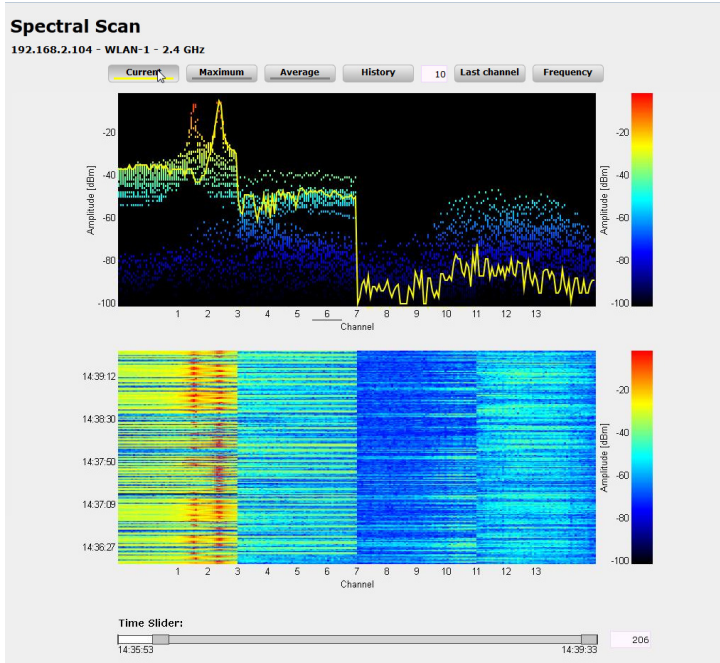 Spectral Scan
192.168.2.104 - WLAN-1 - 2.4 GHz
Current Maximum Average History 10 Last channel Frequency
Amplitude [dBm]
-20 -40 -60 -80 -100
1 2 3 4 5 6 7 8 9 10 11 12 13
Channel
-20 -40 -60 -80 -100
Amplitude [dBm]
14:39:12
14:38:30
14:37:50
14:37:09
14:36:27
1 2 3 4 5 6 7 8 9 10 11 12 13
Channel
-20 -40 -60 -80 -100
Amplitude [dBm]
Time Slider:
206
14:35:53 14:39:33